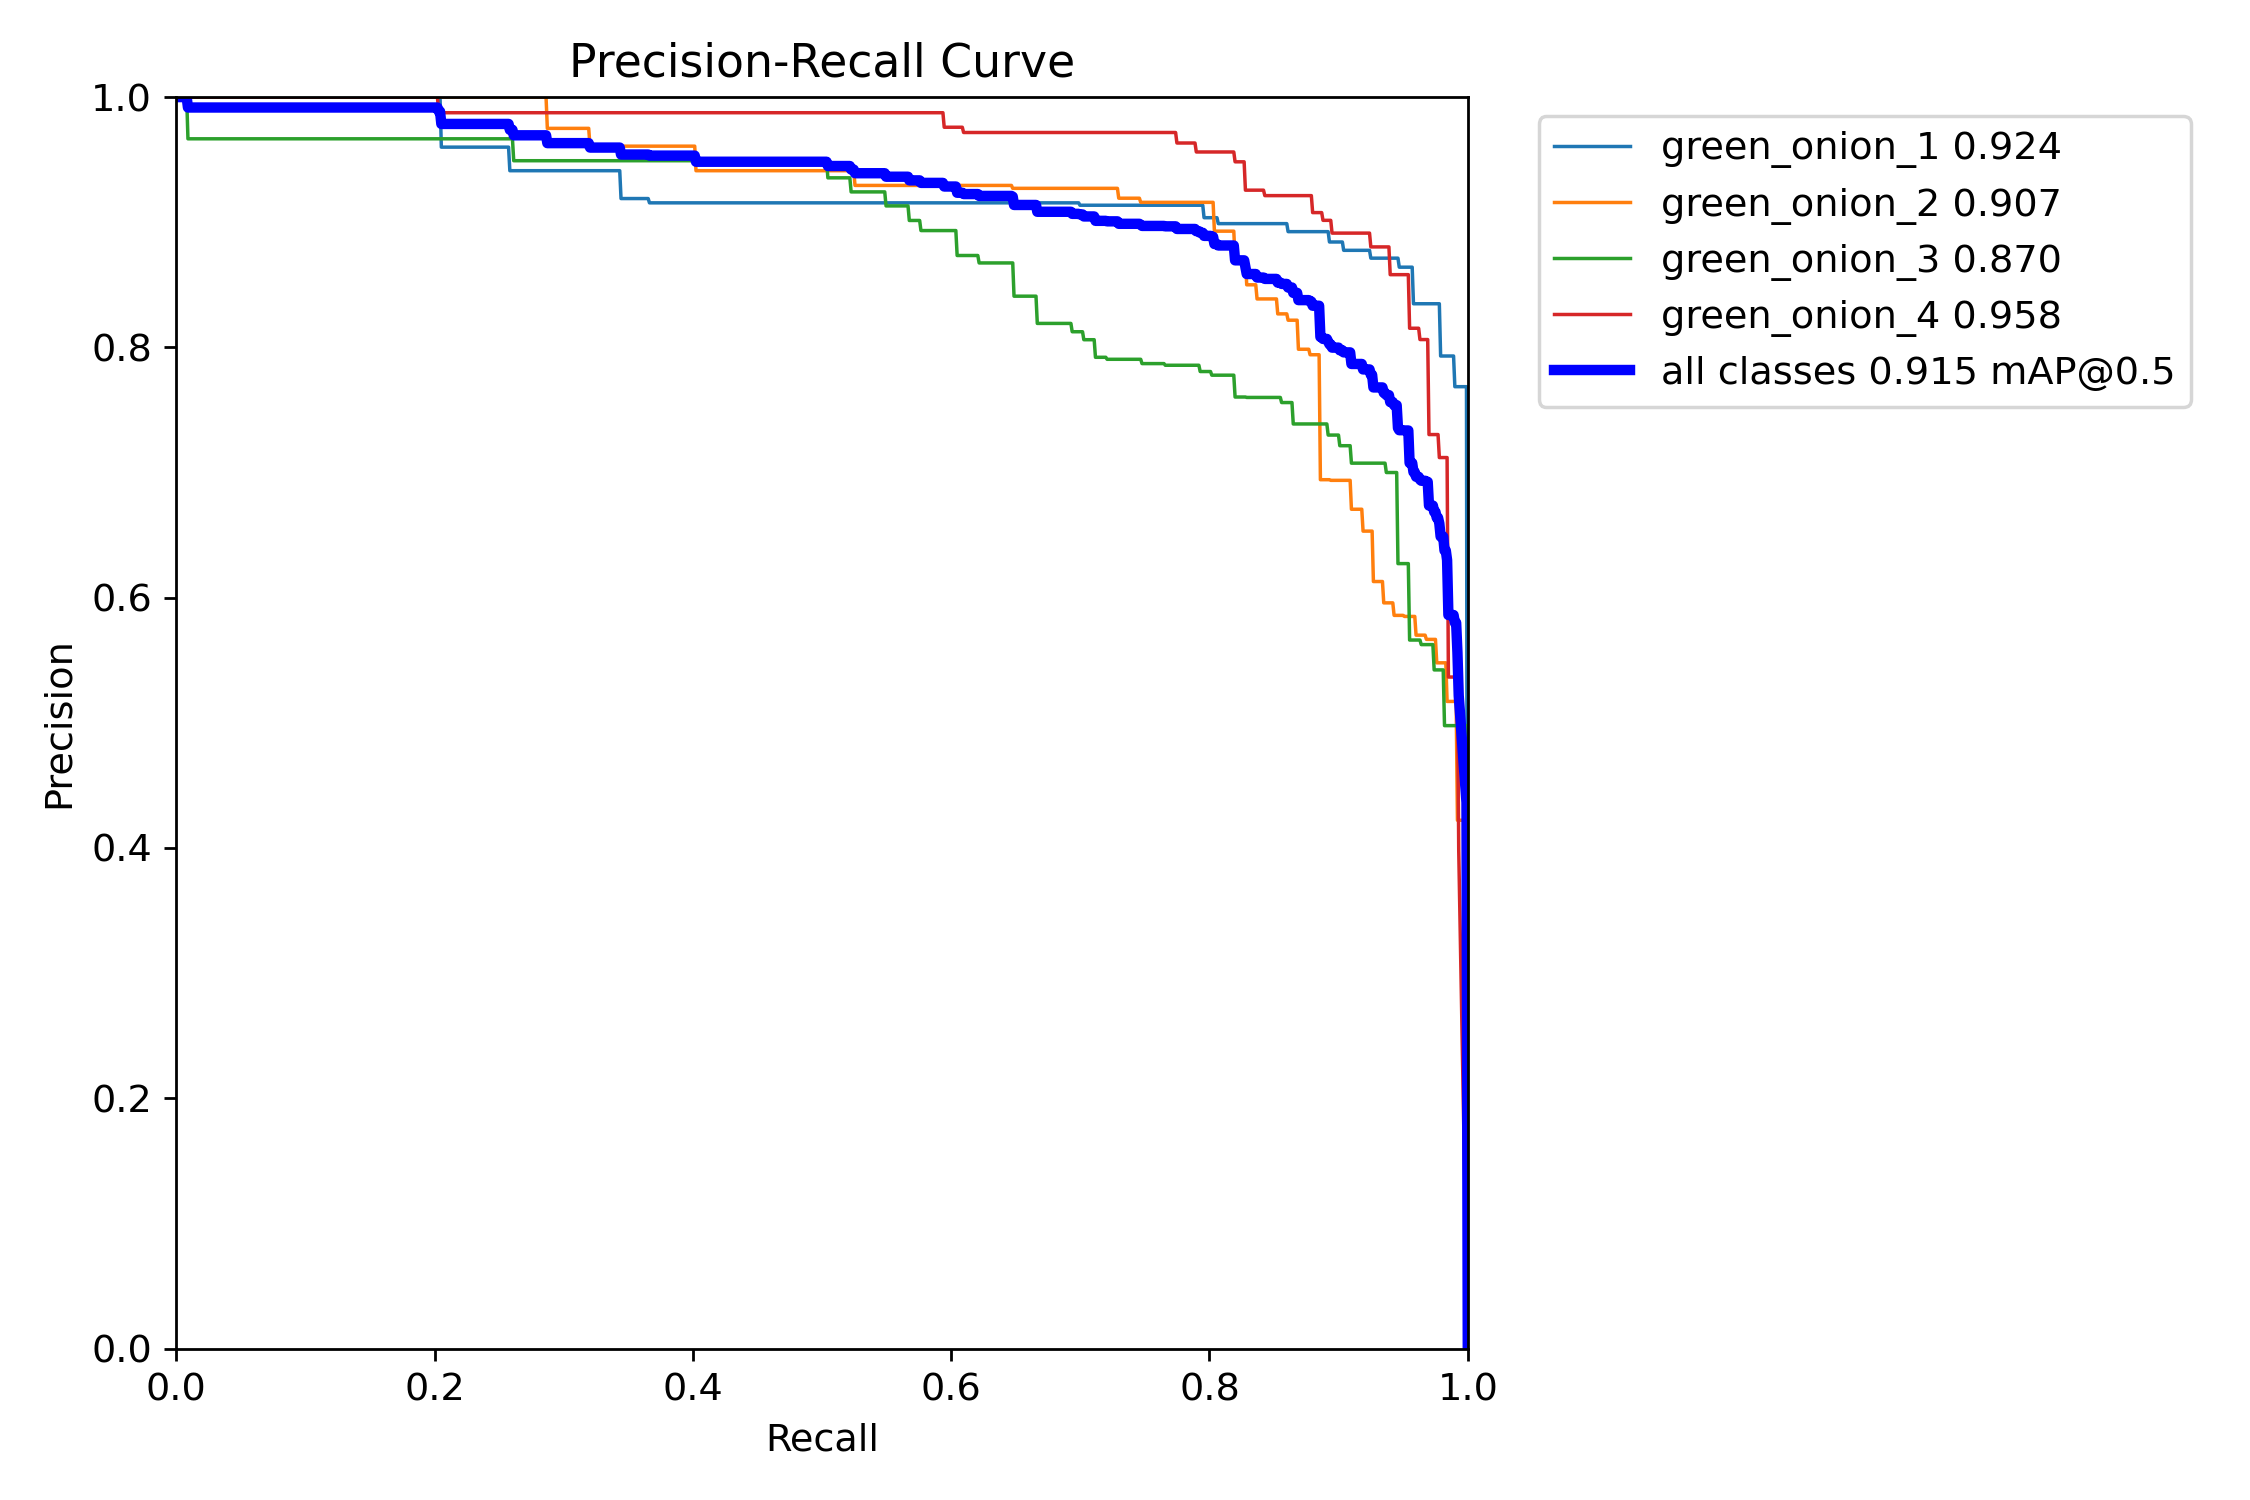 Precision-Recall Curve
1.0
0.8
0.6
0.4
0.2
0.0
Precision
0.0 0.2 0.4 0.6 0.8 1.0
Recall
green_onion_1 0.924
green_onion_2 0.907
green_onion_3 0.870
green_onion_4 0.958
all classes 0.915 mAP@0.5